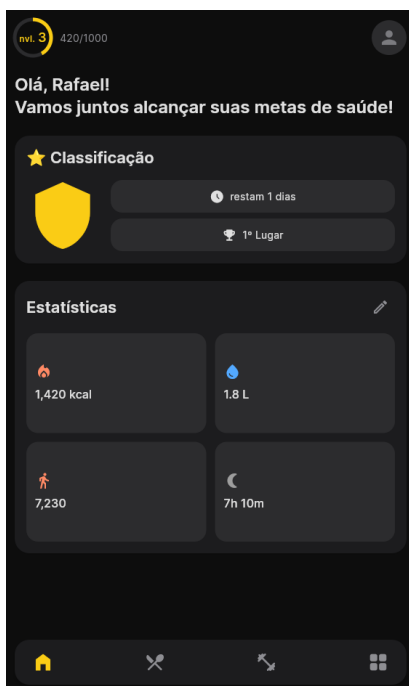 nvl. 3 420/1000
Olá, Rafael!
Vamos juntos alcançar suas metas de saúde!
Classificação
restam 1 dias
1º Lugar
Estatísticas
1,420 kcal
1.8 L
7,230
7h 10m